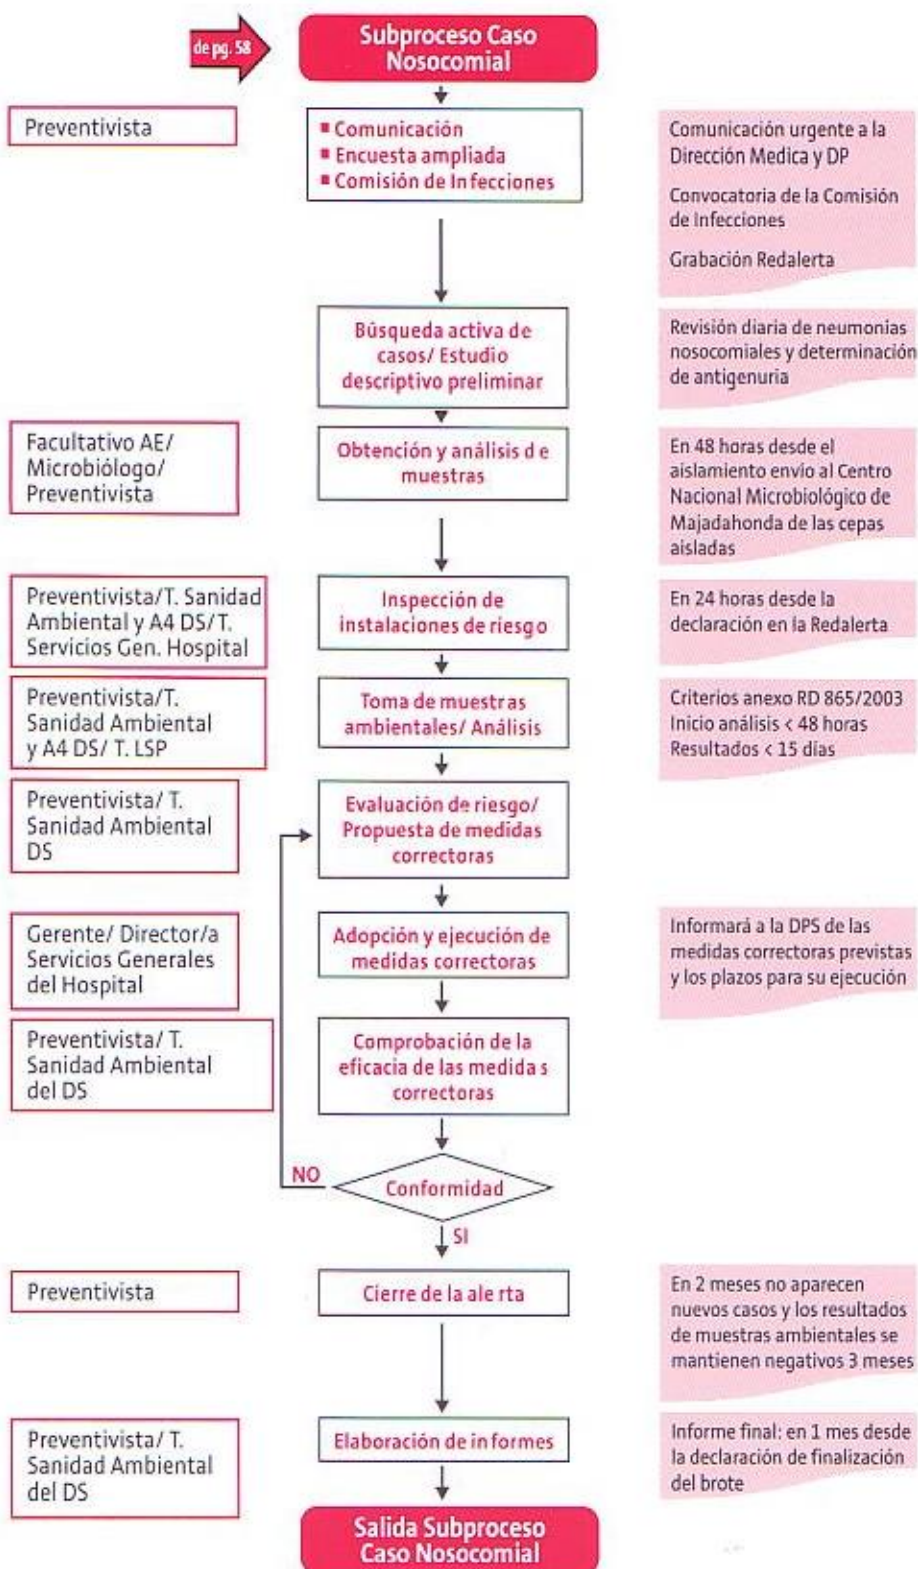 de pg. 58
Subproceso Caso
Nosocomial
Preventivista
▪ Comunicación
▪ Encuesta ampliada
▪ Comisión de Infecciones
Comunicación urgente a la
Dirección Medica y DP
Convocatoria de la Comisión
de Infecciones
Grabación Redalerta
Búsqueda activa de
casos/ Estudio
descriptivo preliminar
Revisión diaria de neumonias
nosocomiales y determinación
de antigenuria
Facultativo AE/
Microbiólogo/
Preventivista
Obtención y análisis de
muestras
En 48 horas desde el
aislamiento envío al Centro
Nacional Microbiológico de
Majadahonda de las cepas
aisladas
Preventivista/T. Sanidad
Ambiental y A4 DS/T.
Servicios Gen. Hospital
Inspección de
instalaciones de riesgo
En 24 horas desde la
declaración en la Redalerta
Preventivista/T.
Sanidad Ambiental
y A4 DS/ T. LSP
Toma de muestras
ambientales/ Análisis
Criterios anexo RD 865/2003
Inicio análisis < 48 horas
Resultados < 15 días
Preventivista/ T.
Sanidad Ambiental
DS
Evaluación de riesgo/
Propuesta de medidas
correctoras
Gerente/ Director/a
Servicios Generales
del Hospital
Adopción y ejecución de
medidas correctoras
Informará a la DPS de las
medidas correctoras previstas
y los plazos para su ejecución
Preventivista/ T.
Sanidad Ambiental
del DS
Comprobación de la
eficacia de las medidas
correctoras
NO
Conformidad
SI
Preventivista
Cierre de la alerta
En 2 meses no aparecen
nuevos casos y los resultados
de muestras ambientales se
mantienen negativos 3 meses
Preventivista/ T.
Sanidad Ambiental
del DS
Elaboración de informes
Informe final: en 1 mes desde
la declaración de finalización
del brote
Salida Subproceso
Caso Nosocomial